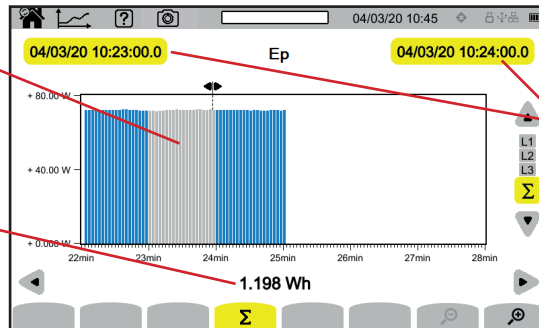 04/03/20 10:45
04/03/20 10:23:00.0
Ep
04/03/20 10:24:00.0
+ 80.00 W
+ 40.00 W
+ 0.000 W
L1
L2
L3
Σ
22min 23min 24min 25min 26min 27min 28min
1.198 Wh
Σ